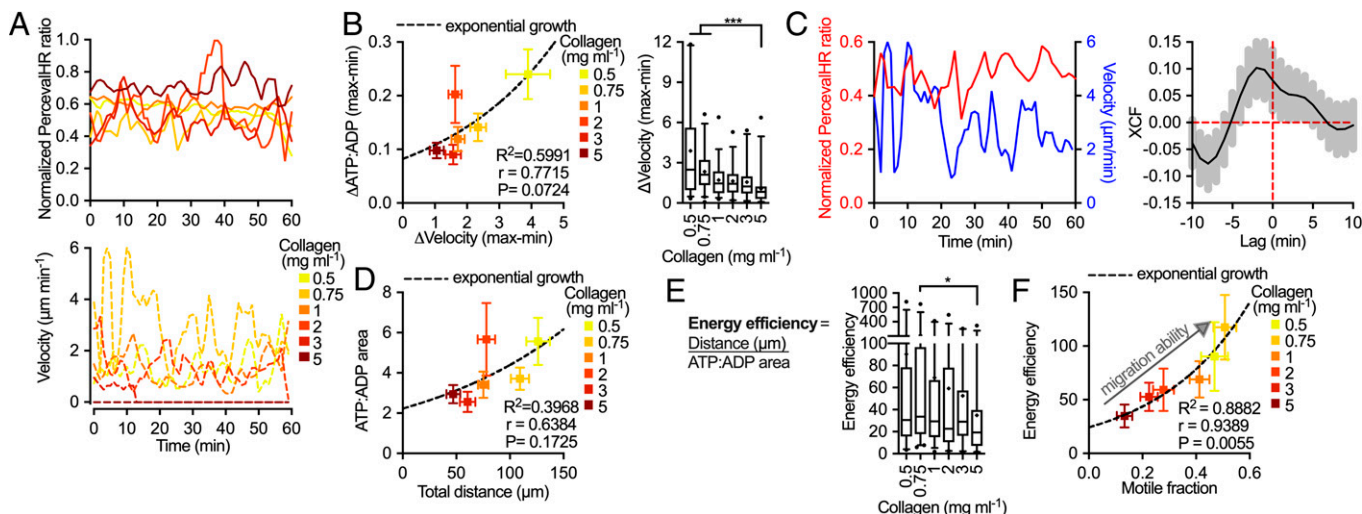 A
Normalized PercevalHR ratio
1.0
0.8
0.6
0.4
0.2
0.0
0 10 20 30 40 50 60
Velocity (µm min⁻¹)
6
4
2
0
0 10 20 30 40 50 60
Time (min)
Collagen
(mg ml⁻¹)
0.5
0.75
1
2
3
5
B
exponential growth
ΔATP:ADP (max-min)
0.3
0.2
0.1
0.0
0 1 2 3 4 5
ΔVelocity (max-min)
R²=0.5991
r = 0.7715
P= 0.0724
Collagen
(mg ml⁻¹)
0.5
0.75
1
2
3
5
***
ΔVelocity (max-min)
12
10
8
6
4
2
0
0.5 0.75 1 2 3 5
Collagen (mg ml⁻¹)
C
Normalized PercevalHR ratio
0.6
0.4
0.2
0.0
0 10 20 30 40 50 60
Time (min)
6
4
2
0
Velocity (µm/min)
XCF
0.15
0.10
0.05
0.00
-0.05
-0.10
-0.15
-10 -5 0 5 10
Lag (min)
D
exponential growth
ATP:ADP area
8
6
4
2
0
0 50 100 150
Total distance (µm)
R²=0.3968
r = 0.6384
P= 0.1725
Collagen
(mg ml⁻¹)
0.5
0.75
1
2
3
5
E
Energy efficiency =
Distance (µm)
ATP:ADP area
*
Energy efficiency
Energy efficiency
1000
700
400
100
80
60
40
20
0
0.5 0.75 1 2 3 5
Collagen (mg ml⁻¹)
F
exponential growth
Energy efficiency
150
100
50
0
0.0 0.2 0.4 0.6
Motile fraction
migration ability
R² = 0.8882
r = 0.9389
P = 0.0055
Collagen
(mg ml⁻¹)
0.5
0.75
1
2
3
5